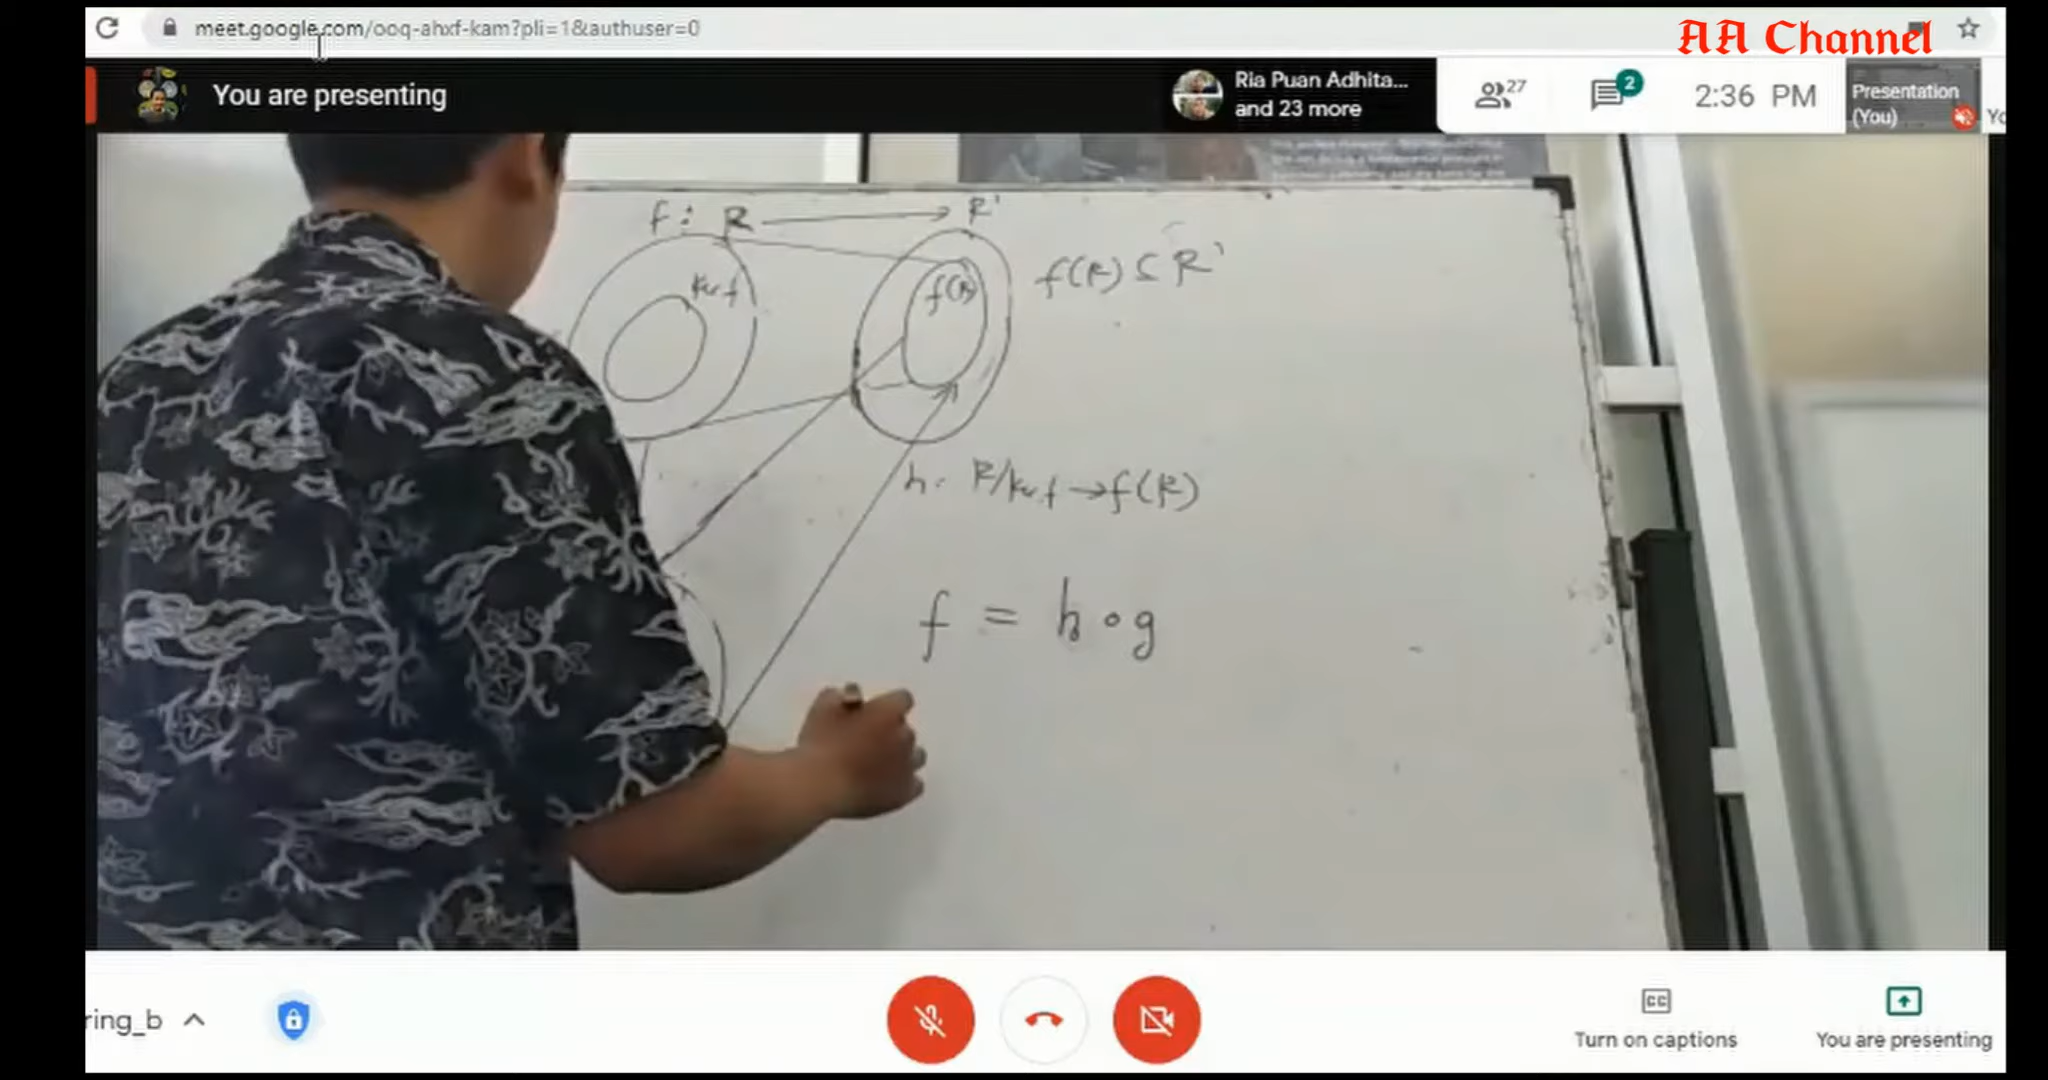 meet.google.com/ooq-ahxf-kam?pli=1&authuser=0
AA Channel
You are presenting
Ria Puan Adhita...
and 23 more
27
2
2:36 PM
Presentation
(You)
f : R → R'
Ker f
f(R)
f(R) ⊆ R'
h : R/Ker f → f(R)
f = h ∘ g
ring_b
CC
Turn on captions
You are presenting